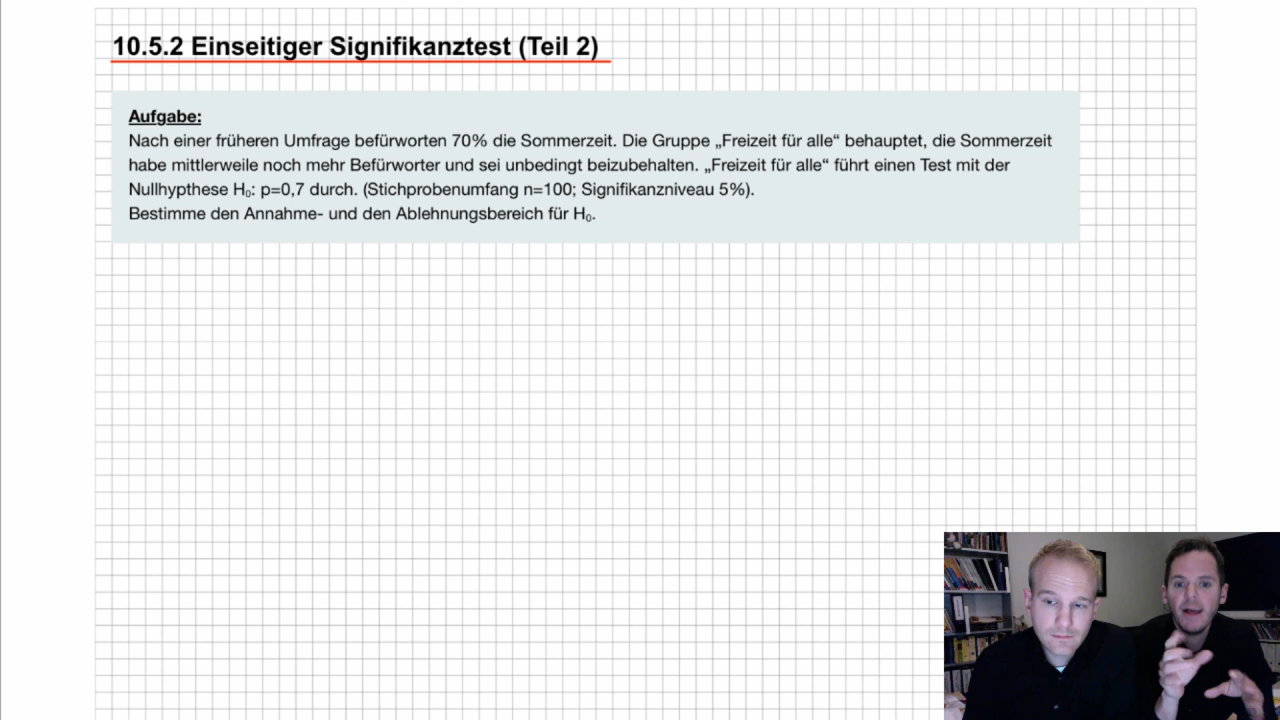 10.5.2 Einseitiger Signifikanztest (Teil 2)
Aufgabe:
Nach einer früheren Umfrage befürworten 70% die Sommerzeit. Die Gruppe „Freizeit für alle“ behauptet, die Sommerzeit
habe mittlerweile noch mehr Befürworter und sei unbedingt beizubehalten. „Freizeit für alle“ führt einen Test mit der
Nullhypthese H₀: p=0,7 durch. (Stichprobenumfang n=100; Signifikanzniveau 5%).
Bestimme den Annahme- und den Ablehnungsbereich für H₀.